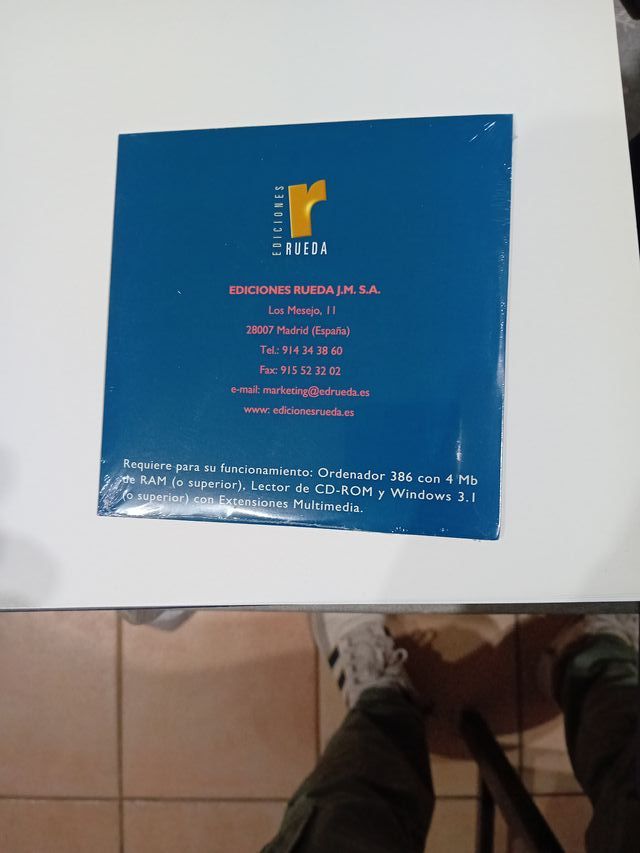 EDICIONES
r
RUEDA
EDICIONES RUEDA J.M. S.A.
Los Mesejo, 11
28007 Madrid (España)
Tel.: 914 34 38 60
Fax: 915 52 32 02
e-mail: marketing@edrueda.es
www: edicionesrueda.es
Requiere para su funcionamiento: Ordenador 386 con 4 Mb
de RAM (o superior), Lector de CD-ROM y Windows 3.1
(o superior) con Extensiones Multimedia.